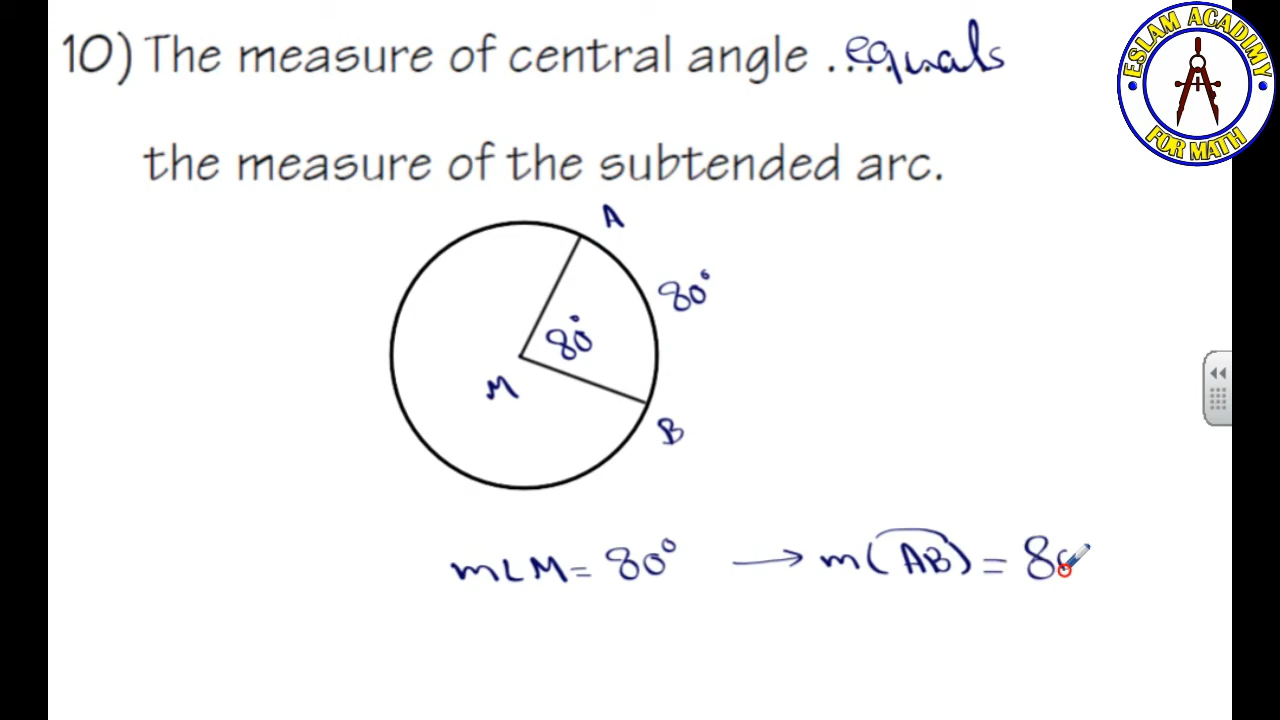 10) The measure of central angle .equals
the measure of the subtended arc.
A
80°
80°
M
B
m∠M = 80° → m(AB) = 80
ESLAM ACADIMY
FOR MATH